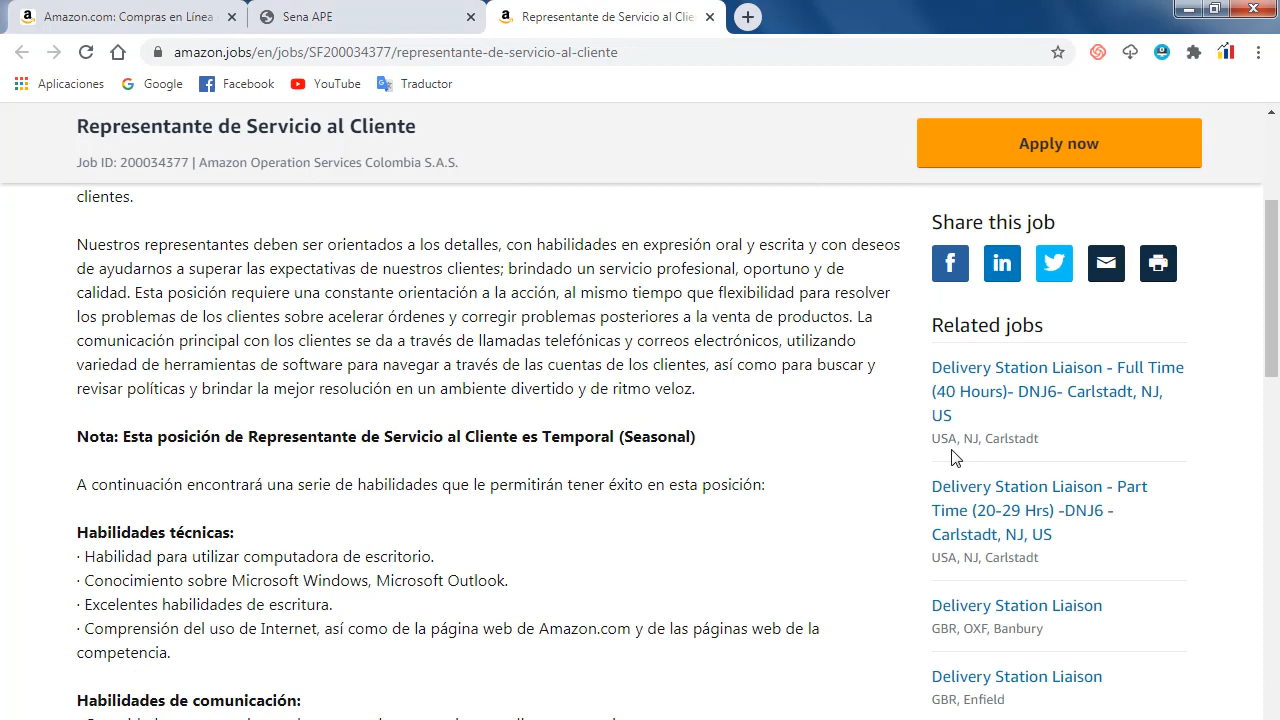 Amazon.com: Compras en Línea
Sena APE
Representante de Servicio al Clie
amazon.jobs/en/jobs/SF200034377/representante-de-servicio-al-cliente
Aplicaciones
Google
Facebook
YouTube
Traductor
Representante de Servicio al Cliente
Job ID: 200034377 | Amazon Operation Services Colombia S.A.S.
Apply now
clientes.
Nuestros representantes deben ser orientados a los detalles, con habilidades en expresión oral y escrita y con deseos
de ayudarnos a superar las expectativas de nuestros clientes; brindado un servicio profesional, oportuno y de
calidad. Esta posición requiere una constante orientación a la acción, al mismo tiempo que flexibilidad para resolver
los problemas de los clientes sobre acelerar órdenes y corregir problemas posteriores a la venta de productos. La
comunicación principal con los clientes se da a través de llamadas telefónicas y correos electrónicos, utilizando
variedad de herramientas de software para navegar a través de las cuentas de los clientes, así como para buscar y
revisar políticas y brindar la mejor resolución en un ambiente divertido y de ritmo veloz.
Nota: Esta posición de Representante de Servicio al Cliente es Temporal (Seasonal)
A continuación encontrará una serie de habilidades que le permitirán tener éxito en esta posición:
Habilidades técnicas:
· Habilidad para utilizar computadora de escritorio.
· Conocimiento sobre Microsoft Windows, Microsoft Outlook.
· Excelentes habilidades de escritura.
· Comprensión del uso de Internet, así como de la página web de Amazon.com y de las páginas web de la
competencia.
Habilidades de comunicación:
Share this job
Related jobs
Delivery Station Liaison - Full Time
(40 Hours)- DNJ6- Carlstadt, NJ,
US
USA, NJ, Carlstadt
Delivery Station Liaison - Part
Time (20-29 Hrs) -DNJ6 -
Carlstadt, NJ, US
USA, NJ, Carlstadt
Delivery Station Liaison
GBR, OXF, Banbury
Delivery Station Liaison
GBR, Enfield